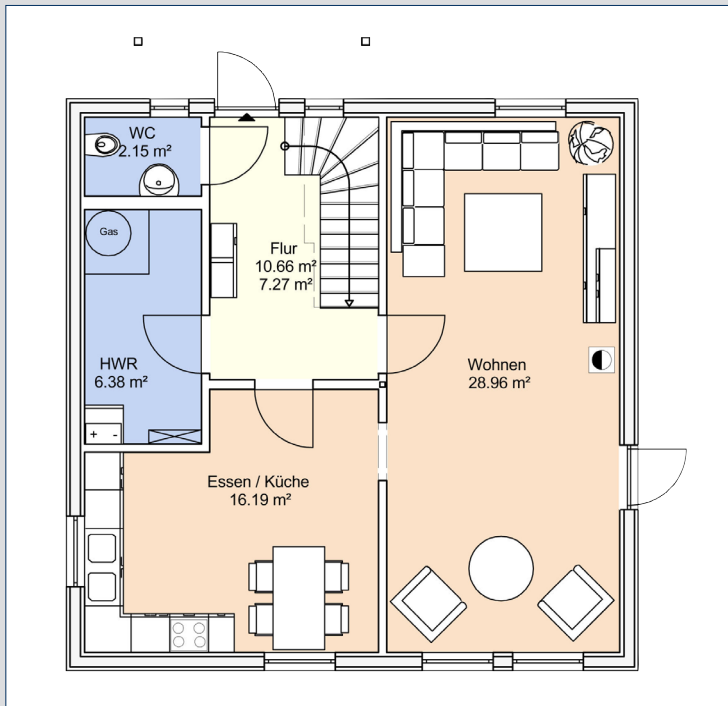 WC
2.15 m²
Gas
Flur
10.66 m²
7.27 m²
HWR
6.38 m²
Wohnen
28.96 m²
+ -
Essen / Küche
16.19 m²